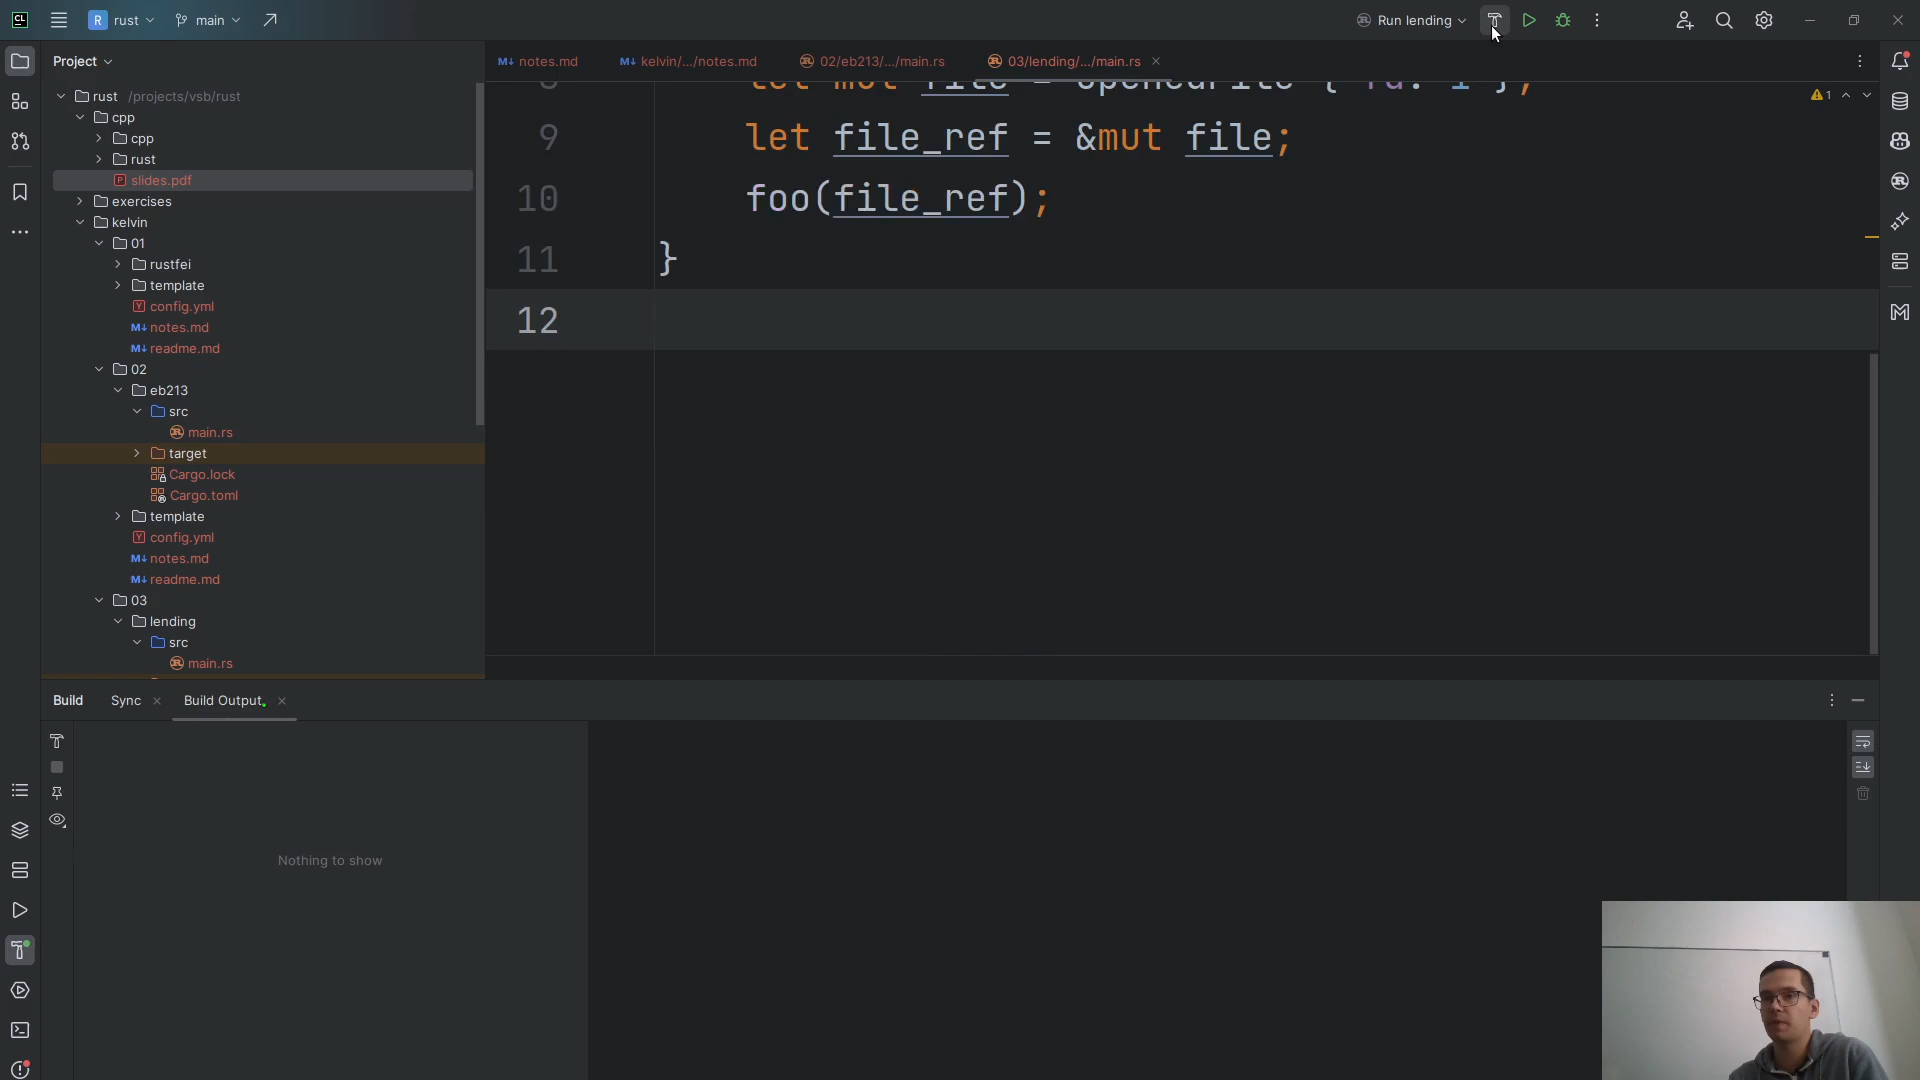 CL
R rust
main
Run lending
Project
notes.md
kelvin/.../notes.md
02/eb213/.../main.rs
03/lending/.../main.rs
rust /projects/vsb/rust
cpp
cpp
rust
slides.pdf
exercises
kelvin
01
rustfei
template
config.yml
notes.md
readme.md
02
eb213
src
main.rs
target
Cargo.lock
Cargo.toml
template
config.yml
notes.md
readme.md
03
lending
src
main.rs
1
9 let file_ref = &mut file;
10 foo(file_ref);
11 }
12
Build
Sync
Build Output
Nothing to show